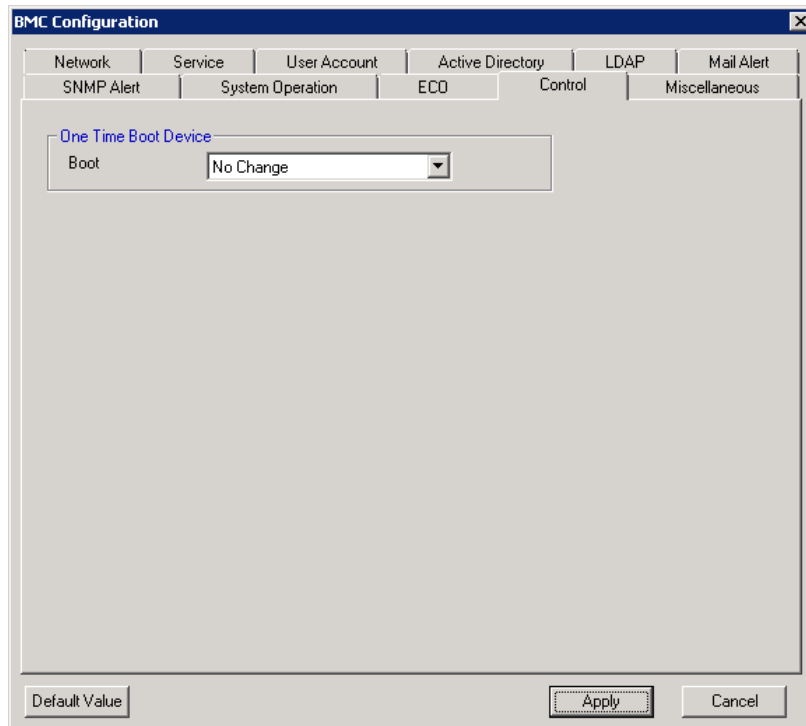 BMC Configuration
Network Service User Account Active Directory LDAP Mail Alert
SNMP Alert System Operation ECO Control Miscellaneous
One Time Boot Device
Boot No Change
Default Value Apply Cancel